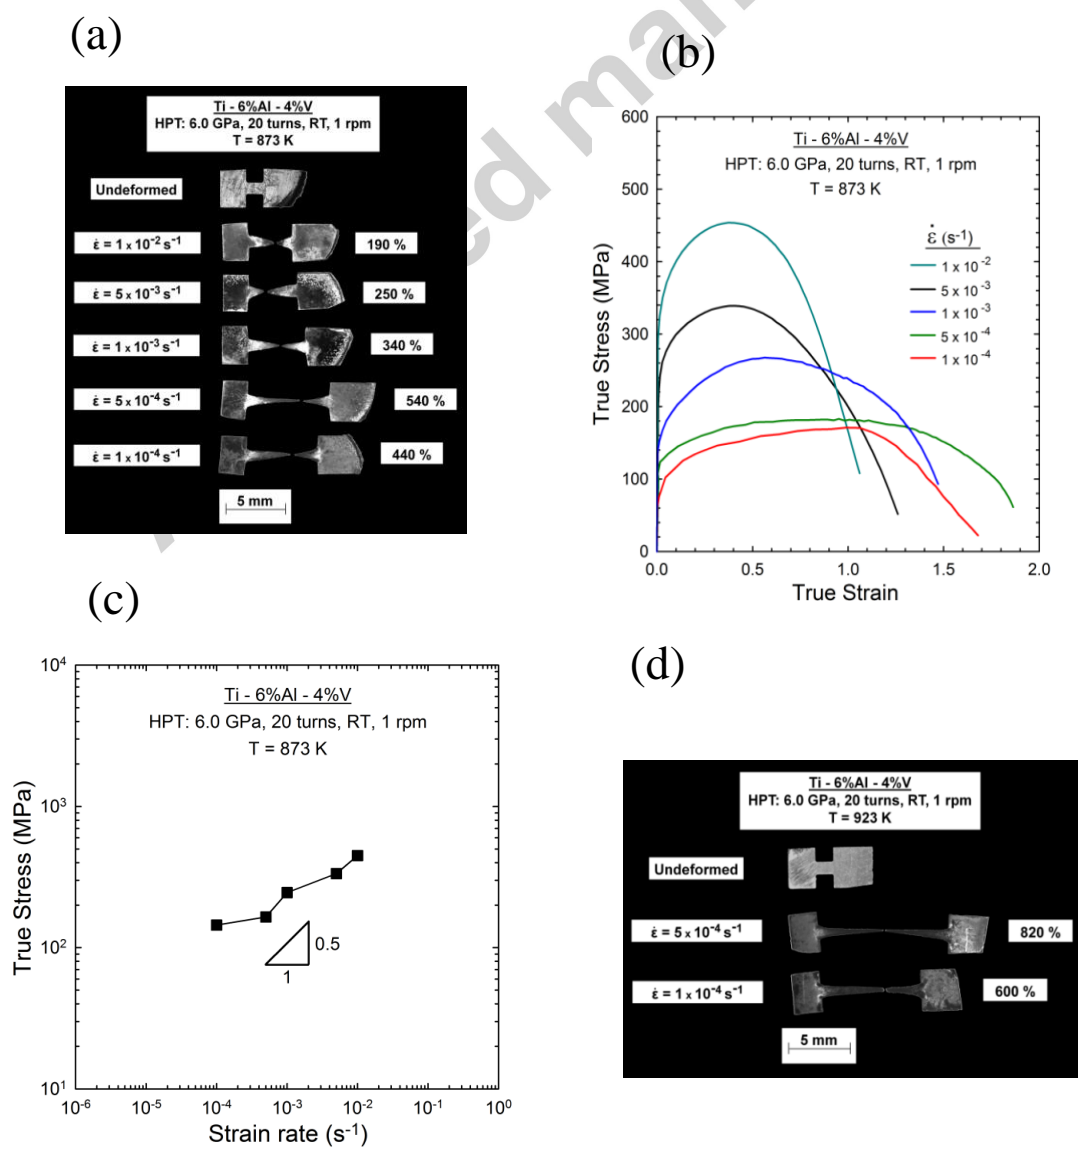 (a)
Ti - 6%Al - 4%V
HPT: 6.0 GPa, 20 turns, RT, 1 rpm
T = 873 K
Undeformed
ε̇ = 1 x 10⁻² s⁻¹ 190 %
ε̇ = 5 x 10⁻³ s⁻¹ 250 %
ε̇ = 1 x 10⁻³ s⁻¹ 340 %
ε̇ = 5 x 10⁻⁴ s⁻¹ 540 %
ε̇ = 1 x 10⁻⁴ s⁻¹ 440 %
5 mm
(b)
Ti - 6%Al - 4%V
HPT: 6.0 GPa, 20 turns, RT, 1 rpm
T = 873 K
ε̇ (s⁻¹)
1 x 10⁻²
5 x 10⁻³
1 x 10⁻³
5 x 10⁻⁴
1 x 10⁻⁴
True Stress (MPa)
600
500
400
300
200
100
0
0.0 0.5 1.0 1.5 2.0
True Strain
(c)
Ti - 6%Al - 4%V
HPT: 6.0 GPa, 20 turns, RT, 1 rpm
T = 873 K
0.5
1
True Stress (MPa)
10⁴
10³
10²
10¹
10⁻⁶ 10⁻⁵ 10⁻⁴ 10⁻³ 10⁻² 10⁻¹ 10⁰
Strain rate (s⁻¹)
(d)
Ti - 6%Al - 4%V
HPT: 6.0 GPa, 20 turns, RT, 1 rpm
T = 923 K
Undeformed
ε̇ = 5 x 10⁻⁴ s⁻¹ 820 %
ε̇ = 1 x 10⁻⁴ s⁻¹ 600 %
5 mm